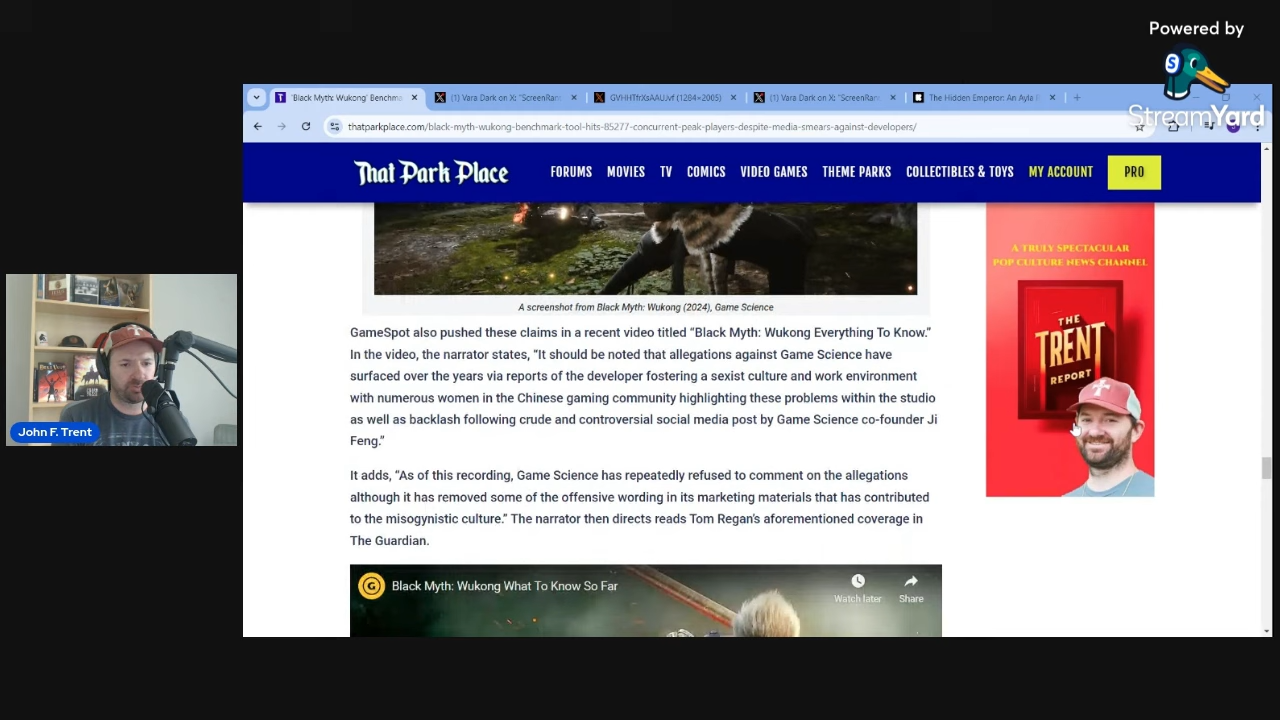 Powered by
S
StreamYard
'Black Myth: Wukong' Benchm
(1) Vara Dark on X: "ScreenRan
GVHHTfrXsAAU.vf (1284×2005)
(1) Vara Dark on X: "ScreenRan
The Hidden Emperor: An Ayla R
thatparkplace.com/black-myth-wukong-benchmark-tool-hits-85277-concurrent-peak-players-despite-media-smears-against-developers/
That Park Place
FORUMS MOVIES TV COMICS VIDEO GAMES THEME PARKS COLLECTIBLES & TOYS MY ACCOUNT PRO
A screenshot from Black Myth: Wukong (2024), Game Science
GameSpot also pushed these claims in a recent video titled “Black Myth: Wukong Everything To Know.”
In the video, the narrator states, “It should be noted that allegations against Game Science have
surfaced over the years via reports of the developer fostering a sexist culture and work environment
with numerous women in the Chinese gaming community highlighting these problems within the studio
as well as backlash following crude and controversial social media post by Game Science co-founder Ji
Feng.”
It adds, “As of this recording, Game Science has repeatedly refused to comment on the allegations
although it has removed some of the offensive wording in its marketing materials that has contributed
to the misogynistic culture.” The narrator then directs reads Tom Regan’s aforementioned coverage in
The Guardian.
Black Myth: Wukong What To Know So Far
Watch later
Share
A TRULY SPECTACULAR
POP CULTURE NEWS CHANNEL
THE
TRENT
REPORT
John F. Trent